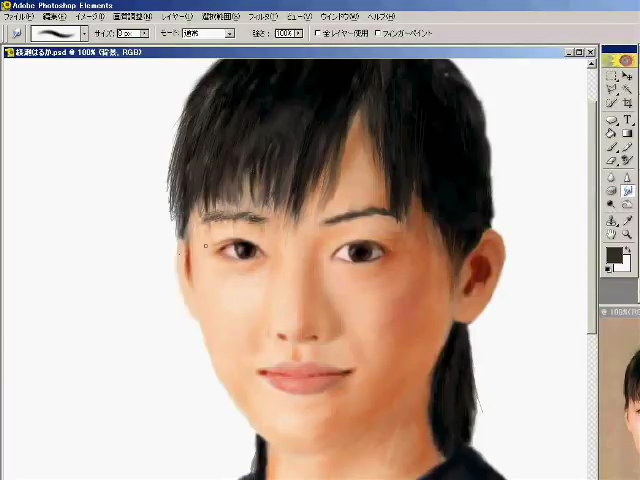 Adobe Photoshop Elements
ファイル(F) 編集(E) イメージ(I) 画質調整(N) レイヤー(L) 選択範囲(S) フィルタ(T) ビュー(V) ウインドウ(W) ヘルプ(H)
サイズ: 9 px モード: 通常 強さ: 100% 全レイヤー使用 フィンガーペイント
綾瀬はるか.psd @ 100% (背景, RGB)